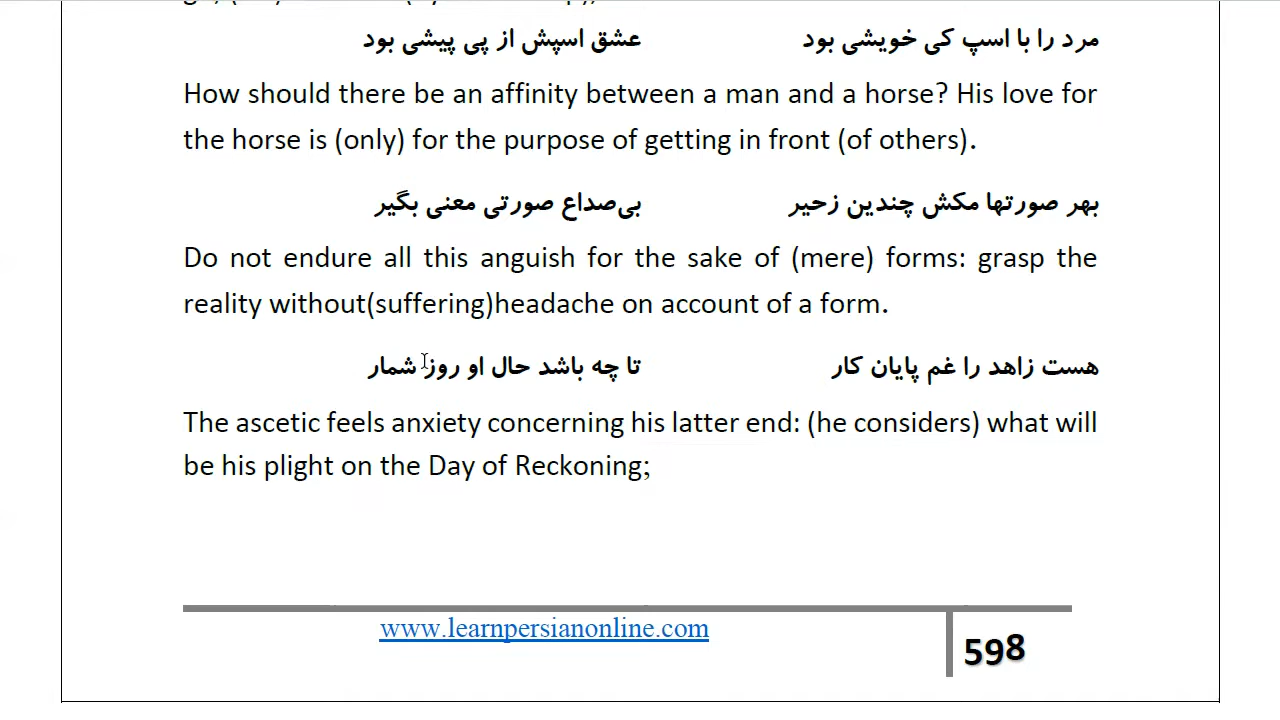 مرد را با اسپ کی خویشی بود عشق اسپش از پی پیشی بود
How should there be an affinity between a man and a horse? His love for
the horse is (only) for the purpose of getting in front (of others).
بهر صورتها مکش چندین زحیر بی‌صداع صورتی معنی بگیر
Do not endure all this anguish for the sake of (mere) forms: grasp the
reality without(suffering)headache on account of a form.
هست زاهد را غم پایان کار تا چه باشد حال او روز شمار
The ascetic feels anxiety concerning his latter end: (he considers) what will
be his plight on the Day of Reckoning;
www.learnpersianonline.com
598